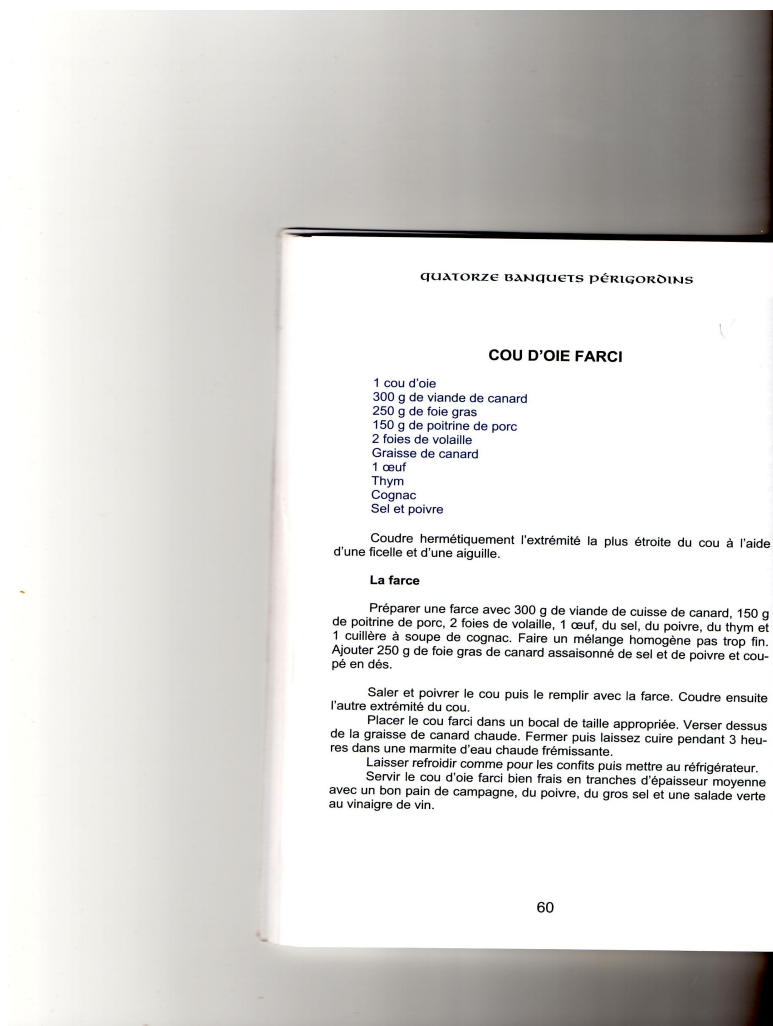 QUATORZE BANQUETS PÉRIGORDINS
COU D'OIE FARCI
1 cou d'oie
300 g de viande de canard
250 g de foie gras
150 g de poitrine de porc
2 foies de volaille
Graisse de canard
1 œuf
Thym
Cognac
Sel et poivre
Coudre hermétiquement l'extrémité la plus étroite du cou à l'aide
d'une ficelle et d'une aiguille.
La farce
Préparer une farce avec 300 g de viande de cuisse de canard, 150 g
de poitrine de porc, 2 foies de volaille, 1 œuf, du sel, du poivre, du thym et
1 cuillère à soupe de cognac. Faire un mélange homogène pas trop fin.
Ajouter 250 g de foie gras de canard assaisonné de sel et de poivre et cou-
pé en dés.
Saler et poivrer le cou puis le remplir avec la farce. Coudre ensuite
l'autre extrémité du cou.
Placer le cou farci dans un bocal de taille appropriée. Verser dessus
de la graisse de canard chaude. Fermer puis laissez cuire pendant 3 heu-
res dans une marmite d'eau chaude frémissante.
Laisser refroidir comme pour les confits puis mettre au réfrigérateur.
Servir le cou d'oie farci bien frais en tranches d'épaisseur moyenne
avec un bon pain de campagne, du poivre, du gros sel et une salade verte
au vinaigre de vin.
60